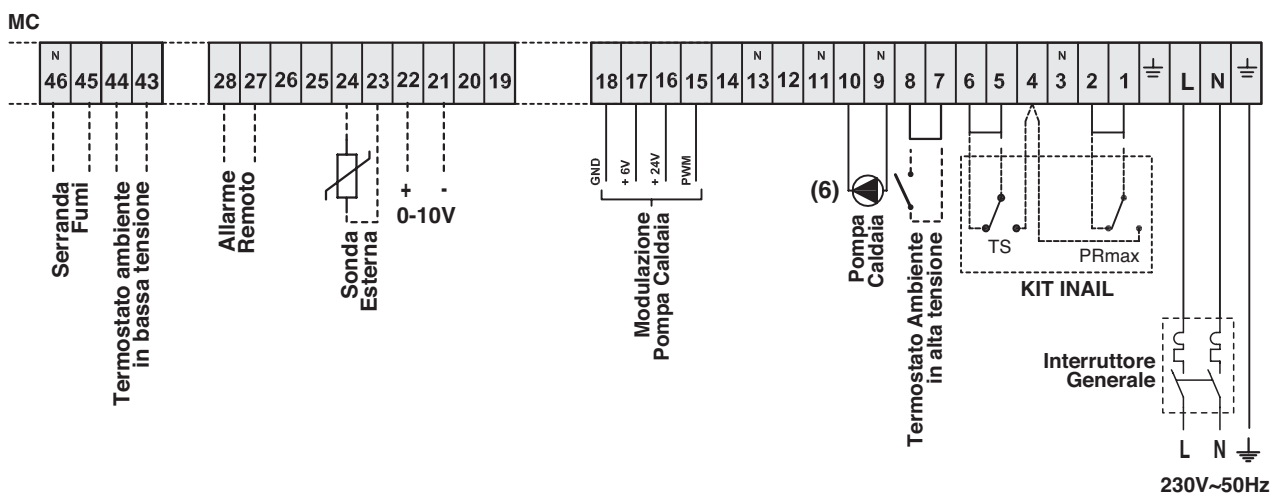 MC
N N N N N
46 45 44 43 28 27 26 25 24 23 22 21 20 19 18 17 16 15 14 13 12 11 10 9 8 7 6 5 4 3 2 1 L N
Serranda
Fumi
Termostato ambiente
in bassa tensione
Allarme
Remoto
Sonda
Esterna
+ -
0-10V
GND
+ 6V
+ 24V
PWM
Modulazione
Pompa Caldaia
(6)
Pompa
Caldaia
Termostato Ambiente
in alta tensione
TS
PRmax
KIT INAIL
Interruttore
Generale
L N
230V~50Hz